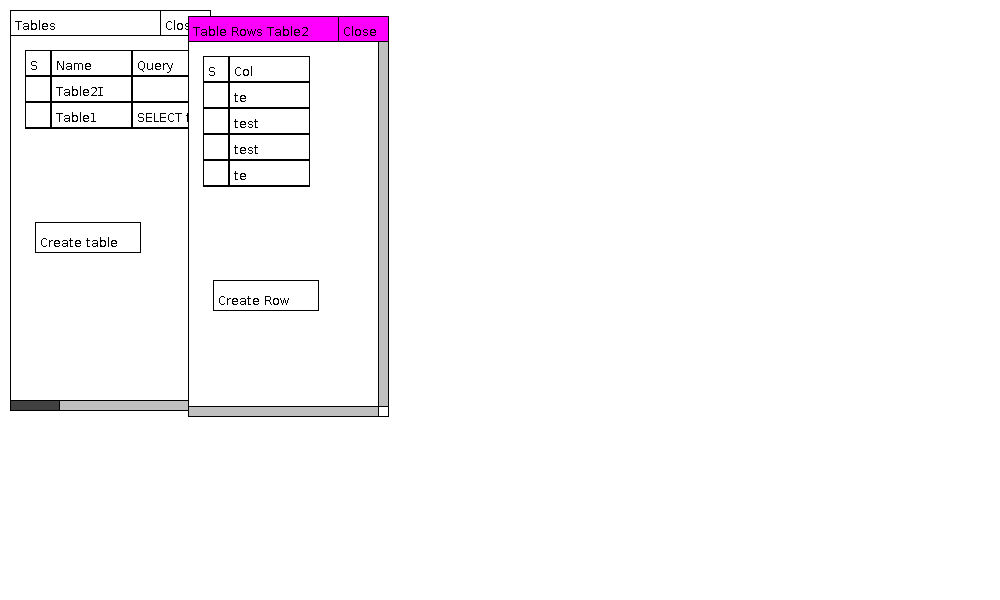 Tables Clos
S Name Query
Table2I
Table1 SELECT
Create table
Table Rows Table2 Close
S Col
te
test
test
te
Create Row